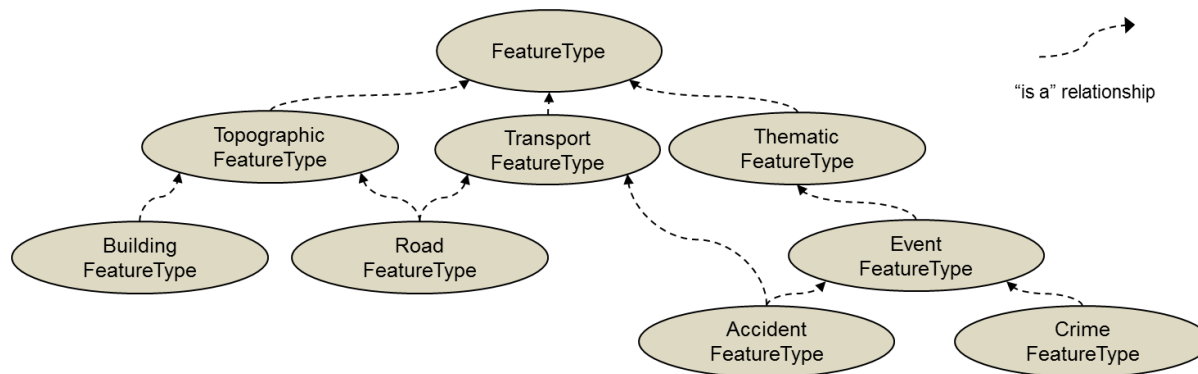 FeatureType
"is a" relationship
Topographic
FeatureType
Transport
FeatureType
Thematic
FeatureType
Building
FeatureType
Road
FeatureType
Event
FeatureType
Accident
FeatureType
Crime
FeatureType